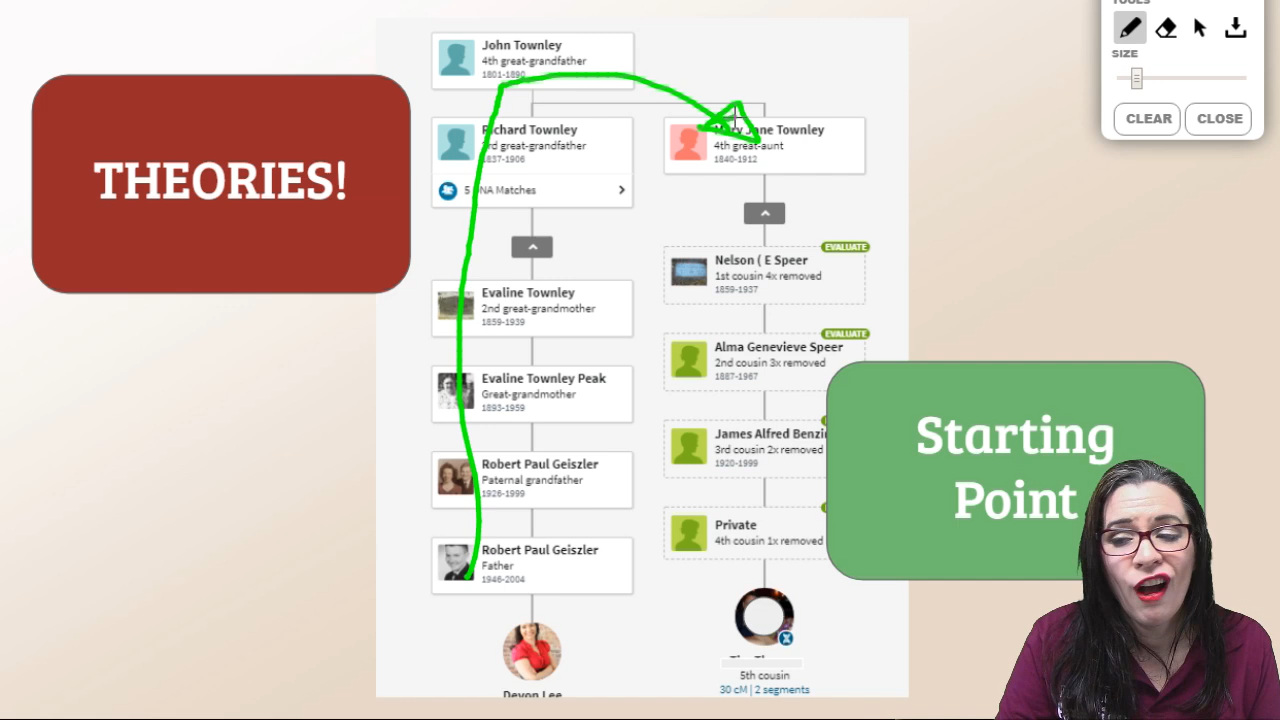 THEORIES!
John Townley
4th great-grandfather
1801-1890
Richard Townley
3rd great-grandfather
1837-1906
5 DNA Matches
Evaline Townley
2nd great-grandmother
1859-1939
Evaline Townley Peak
Great-grandmother
1893-1959
Robert Paul Geiszler
Paternal grandfather
1926-1999
Robert Paul Geiszler
Father
1946-2004
Devon Lee
Mary Jane Townley
4th great-aunt
1840-1912
EVALUATE
Nelson ( E Speer
1st cousin 4x removed
1859-1937
EVALUATE
Alma Genevieve Speer
2nd cousin 3x removed
1887-1967
James Alfred Benzin
3rd cousin 2x removed
1920-1999
Private
4th cousin 1x removed
5th cousin
30 cM | 2 segments
Starting
Point
TOOLS
SIZE
CLEAR
CLOSE